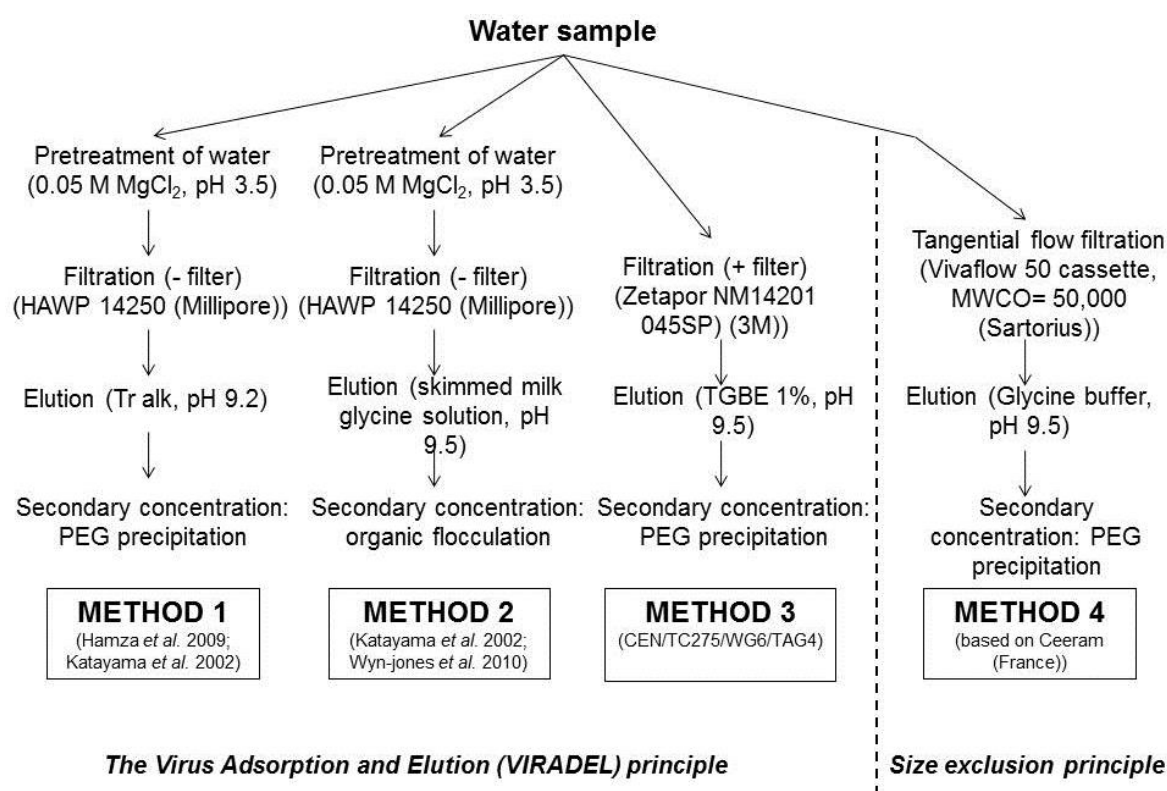 Water sample
Pretreatment of water
(0.05 M MgCl₂, pH 3.5)
Filtration (- filter)
(HAWP 14250 (Millipore))
Elution (Tr alk, pH 9.2)
Secondary concentration:
PEG precipitation
METHOD 1
(Hamza et al. 2009;
Katayama et al. 2002)
Pretreatment of water
(0.05 M MgCl₂, pH 3.5)
Filtration (- filter)
(HAWP 14250 (Millipore))
Elution (skimmed milk
glycine solution, pH
9.5)
Secondary concentration:
organic flocculation
METHOD 2
(Katayama et al. 2002;
Wyn-jones et al. 2010)
Filtration (+ filter)
(Zetapor NM14201
045SP) (3M))
Elution (TGBE 1%, pH
9.5)
Secondary concentration:
PEG precipitation
METHOD 3
(CEN/TC275/WG6/TAG4)
Tangential flow filtration
(Vivaflow 50 cassette,
MWCO= 50,000
(Sartorius))
Elution (Glycine buffer,
pH 9.5)
Secondary
concentration: PEG
precipitation
METHOD 4
(based on Ceeram
(France))
The Virus Adsorption and Elution (VIRADEL) principle
Size exclusion principle